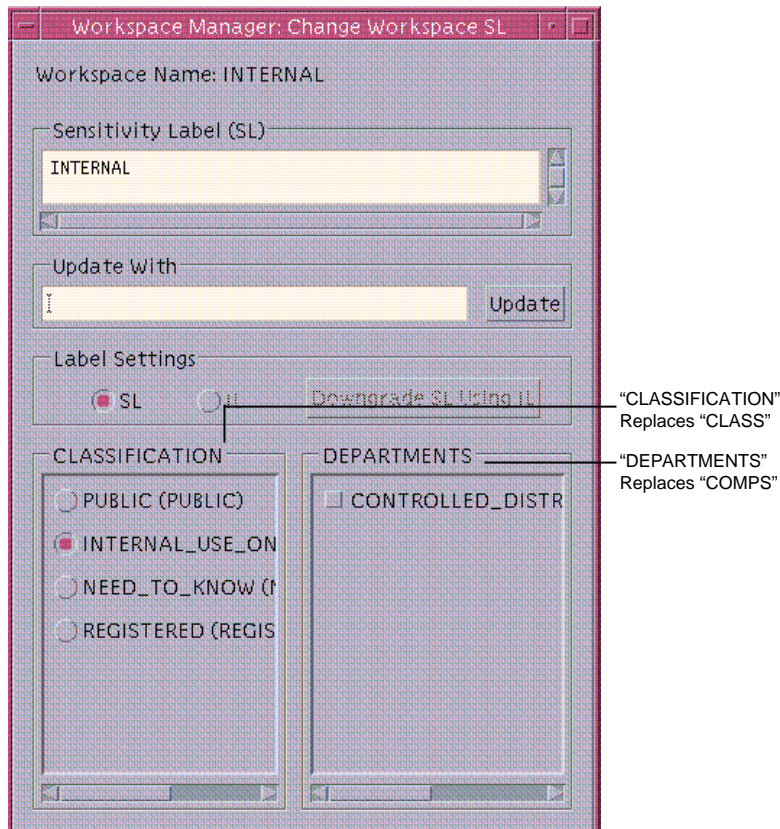 Workspace Manager: Change Workspace SL
Workspace Name: INTERNAL
Sensitivity Label (SL)
INTERNAL
Update With
Update
Label Settings
SL
IL
Downgrade SL Using IL
"CLASSIFICATION"
Replaces "CLASS"
CLASSIFICATION
DEPARTMENTS
"DEPARTMENTS"
Replaces "COMPS"
PUBLIC (PUBLIC)
CONTROLLED_DISTR
INTERNAL_USE_ON
NEED_TO_KNOW (N
REGISTERED (REGIS